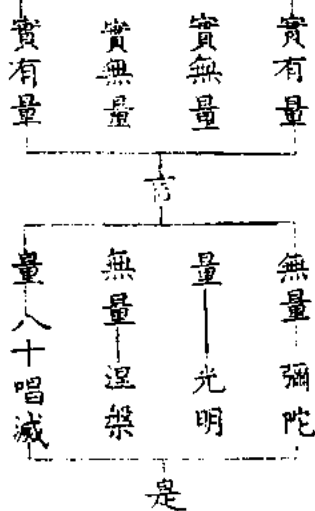 實有量
實無量
實無量
實有量
言
無量 彌陀
量 光明
無量 涅槃
量 八十唱滅
是